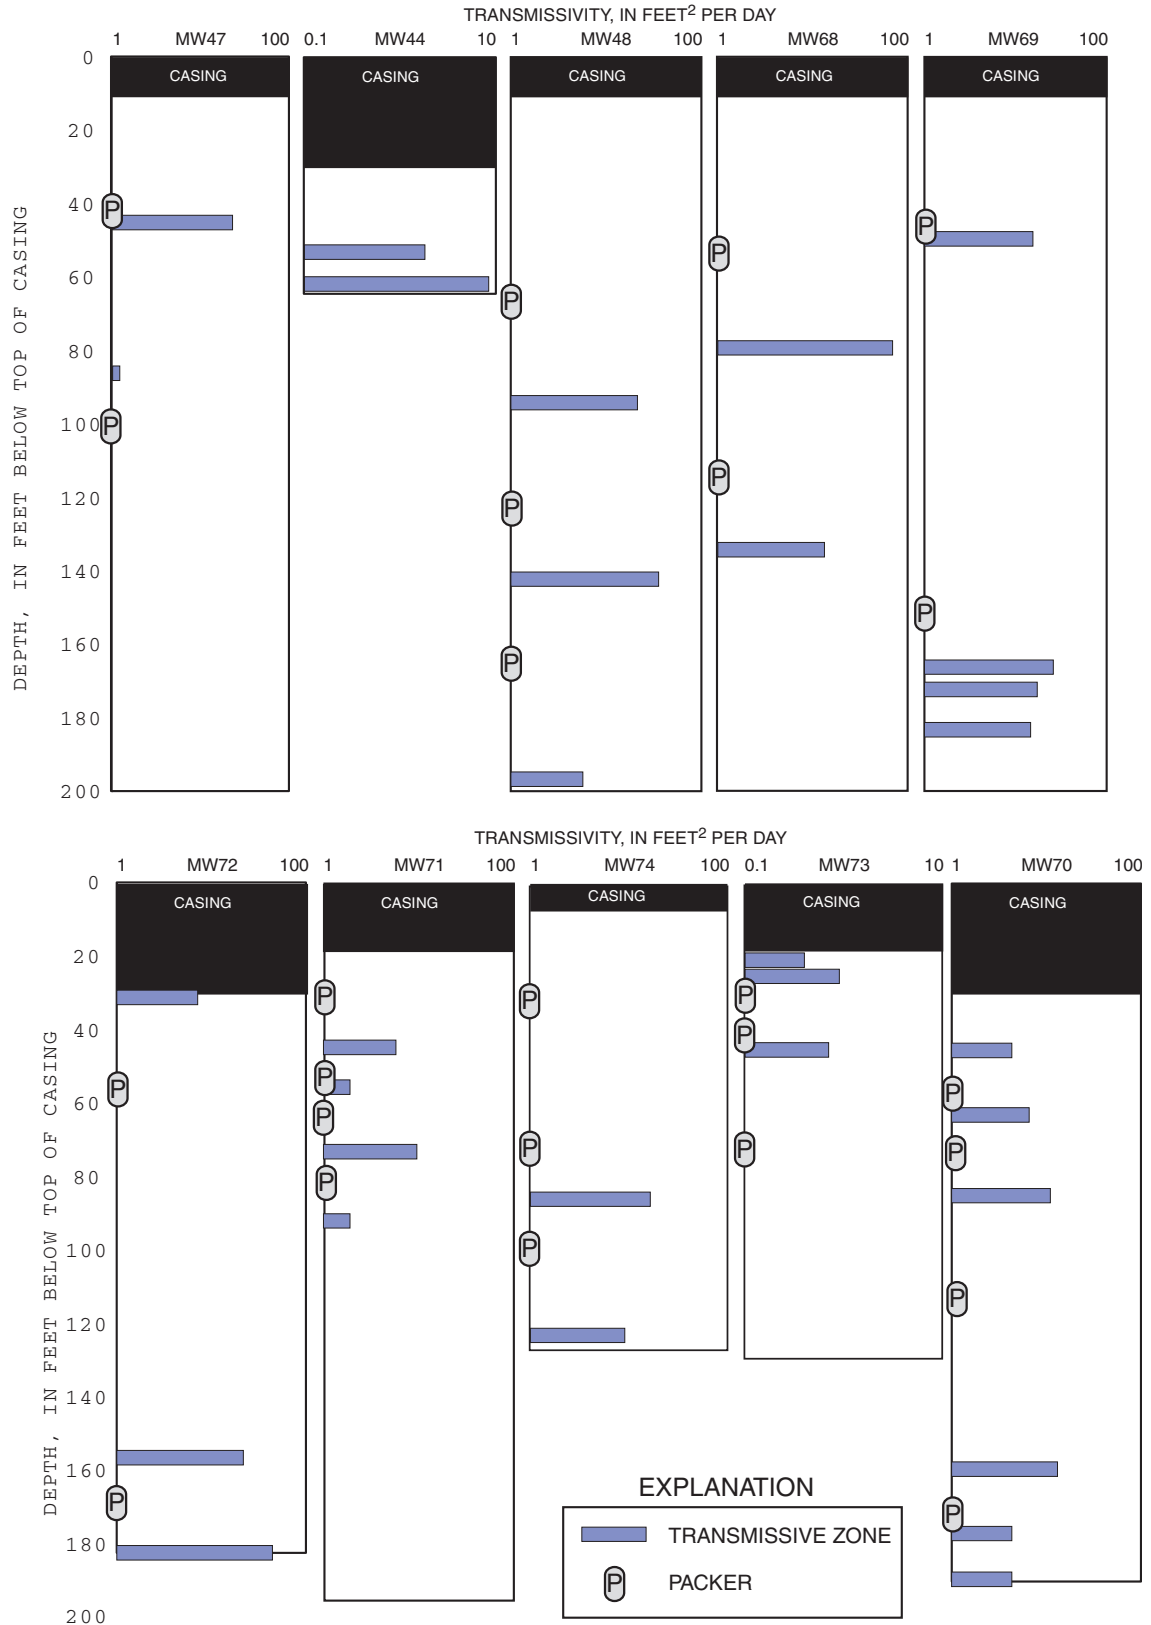 TRANSMISSIVITY, IN FEET2 PER DAY
1 MW47 100 0.1 MW44 10 1 MW48 100 1 MW68 100 1 MW69 100
0
CASING CASING CASING CASING CASING
20
40
P
P
P
60
P
80
100
P
P
120
P
140
160
P
P
180
200
DEPTH, IN FEET BELOW TOP OF CASING
TRANSMISSIVITY, IN FEET2 PER DAY
1 MW72 100 1 MW71 100 1 MW74 100 0.1 MW73 10 1 MW70 100
0
CASING CASING CASING CASING CASING
20
P P P
40
P
P P P
60
P
P P P
80
P
100
P
P
120
140
160
P
P
180
200
DEPTH, IN FEET BELOW TOP OF CASING
EXPLANATION
TRANSMISSIVE ZONE
P PACKER